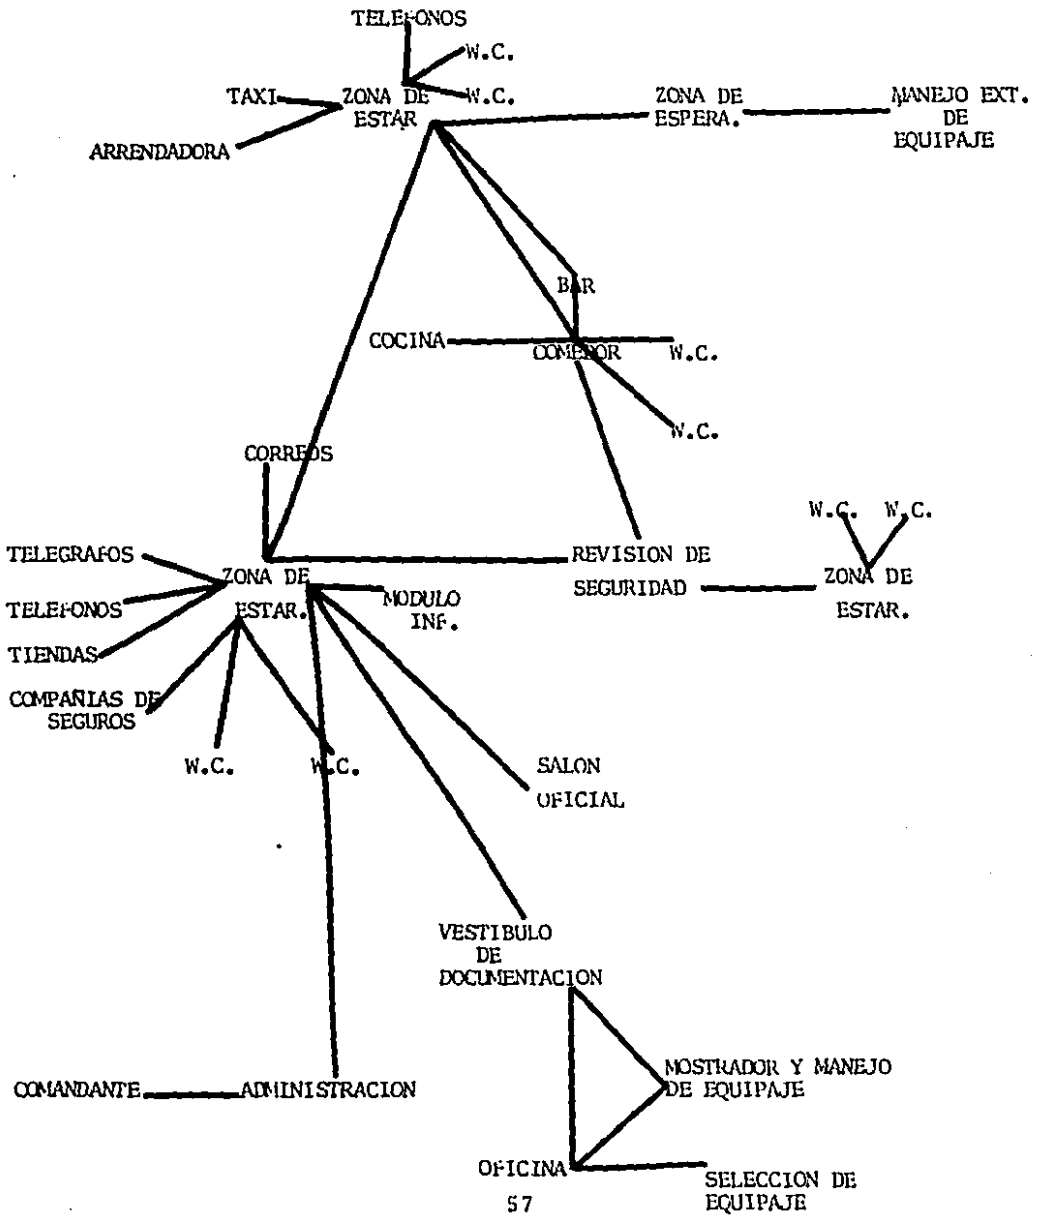 TELEFONOS
W.C.
TAXI
ZONA DE
ESTAR
W.C.
ZONA DE
ESPERA.
MANEJO EXT.
DE
EQUIPAJE
ARRENDADORA
BAR
COCINA
COMEDOR
W.C.
W.C.
CORREOS
W.C.
W.C.
TELEGRAFOS
ZONA DE
ESTAR.
REVISION DE
SEGURIDAD
ZONA DE
ESTAR.
TELEFONOS
MODULO
INF.
TIENDAS
COMPAÑIAS DE
SEGUROS
W.C.
W.C.
SALON
OFICIAL
VESTIBULO
DE
DOCUMENTACION
COMANDANTE
ADMINISTRACION
MOSTRADOR Y MANEJO
DE EQUIPAJE
OFICINA
SELECCION DE
EQUIPAJE
57